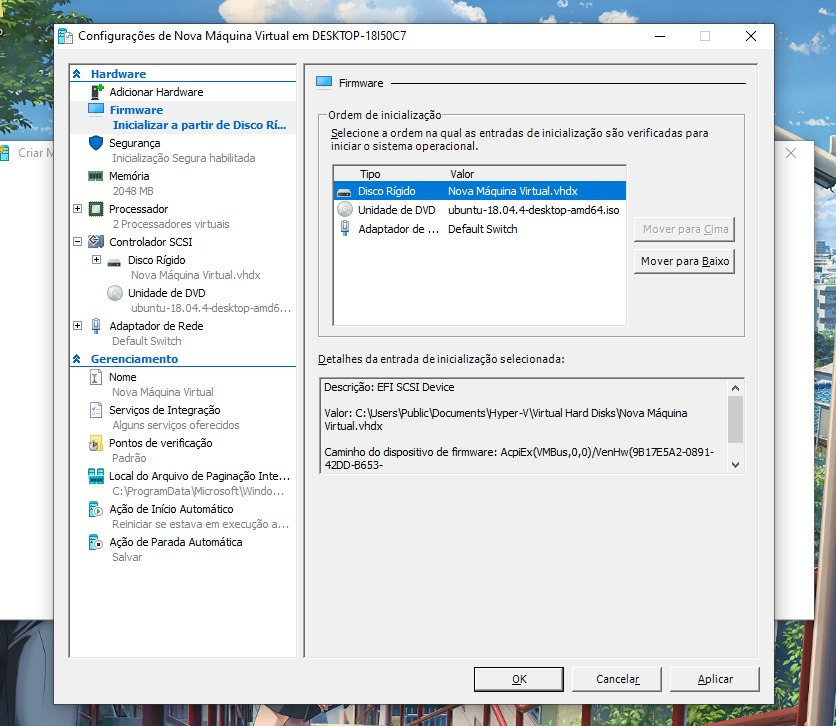 Configurações de Nova Máquina Virtual em DESKTOP-18I50C7
Criar M
Hardware
Adicionar Hardware
Firmware
Inicializar a partir de Disco Rí...
Segurança
Inicialização Segura habilitada
Memória
2048 MB
Processador
2 Processadores virtuais
Controlador SCSI
Disco Rígido
Nova Máquina Virtual.vhdx
Unidade de DVD
ubuntu-18.04.4-desktop-amd6...
Adaptador de Rede
Default Switch
Gerenciamento
Nome
Nova Máquina Virtual
Serviços de Integração
Alguns serviços oferecidos
Pontos de verificação
Padrão
Local do Arquivo de Paginação Inte...
C:\ProgramData\Microsoft\Windo...
Ação de Início Automático
Reiniciar se estava em execução a...
Ação de Parada Automática
Salvar
Firmware
Ordem de inicialização
Selecione a ordem na qual as entradas de inicialização são verificadas para
iniciar o sistema operacional.
Tipo Valor
Disco Rígido Nova Máquina Virtual.vhdx
Unidade de DVD ubuntu-18.04.4-desktop-amd64.iso
Adaptador de ... Default Switch
Mover para Cima
Mover para Baixo
Detalhes da entrada de inicialização selecionada:
Descrição: EFI SCSI Device
Valor: C:\Users\Public\Documents\Hyper-V\Virtual Hard Disks\Nova Máquina
Virtual.vhdx
Caminho do dispositivo de firmware: AcpiEx(VMBus,0,0)/VenHw(9B17E5A2-0891-
42DD-B653-
OK Cancelar Aplicar